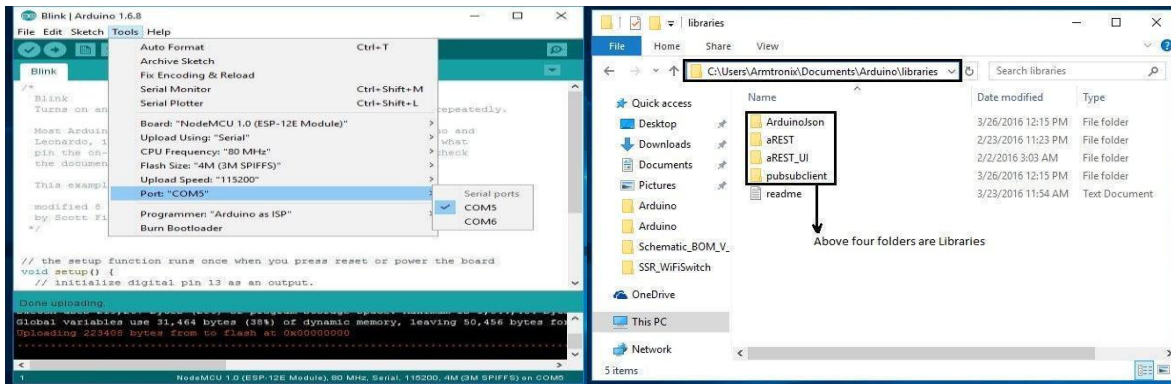 Blink | Arduino 1.6.8
File Edit Sketch Tools Help
Blink
Auto Format Ctrl+T
Archive Sketch
Fix Encoding & Reload
Serial Monitor Ctrl+Shift+M
Serial Plotter Ctrl+Shift+L
Board: "NodeMCU 1.0 (ESP-12E Module)"
Upload Using: "Serial"
CPU Frequency: "80 MHz"
Flash Size: "4M (3M SPIFFS)"
Upload Speed: "115200"
Port: "COM5"
Programmer: "Arduino as ISP"
Burn Bootloader
Serial ports
COM5
COM6
/*
Blink
Turns on an epeatedly.
Most Arduin o and
Leonardo, i what
pin the on- heck
the documen
This exampl
modified 8
by Scott Fi
*/
// the setup function runs once when you press reset or power the board
void setup() {
// initialize digital pin 13 as an output.
Done uploading.
Global variables use 31,464 bytes (38%) of dynamic memory, leaving 50,456 bytes for
Uploading 223408 bytes from to flash at 0x00000000
1 NodeMCU 1.0 (ESP-12E Module), 80 MHz, Serial, 115200, 4M (3M SPIFFS) on COM5
libraries
File Home Share View
C:\Users\Armtronix\Documents\Arduino\libraries
Search libraries
Quick access
Desktop
Downloads
Documents
Pictures
Arduino
Arduino
Schematic_BOM_V_
SSR_WiFiSwitch
OneDrive
This PC
Network
Name Date modified Type
ArduinoJson 3/26/2016 12:15 PM File folder
aREST 2/23/2016 11:23 PM File folder
aREST_UI 2/2/2016 3:03 AM File folder
pubsubclient 3/26/2016 12:15 PM File folder
readme 3/23/2016 11:54 AM Text Document
Above four folders are Libraries
5 items